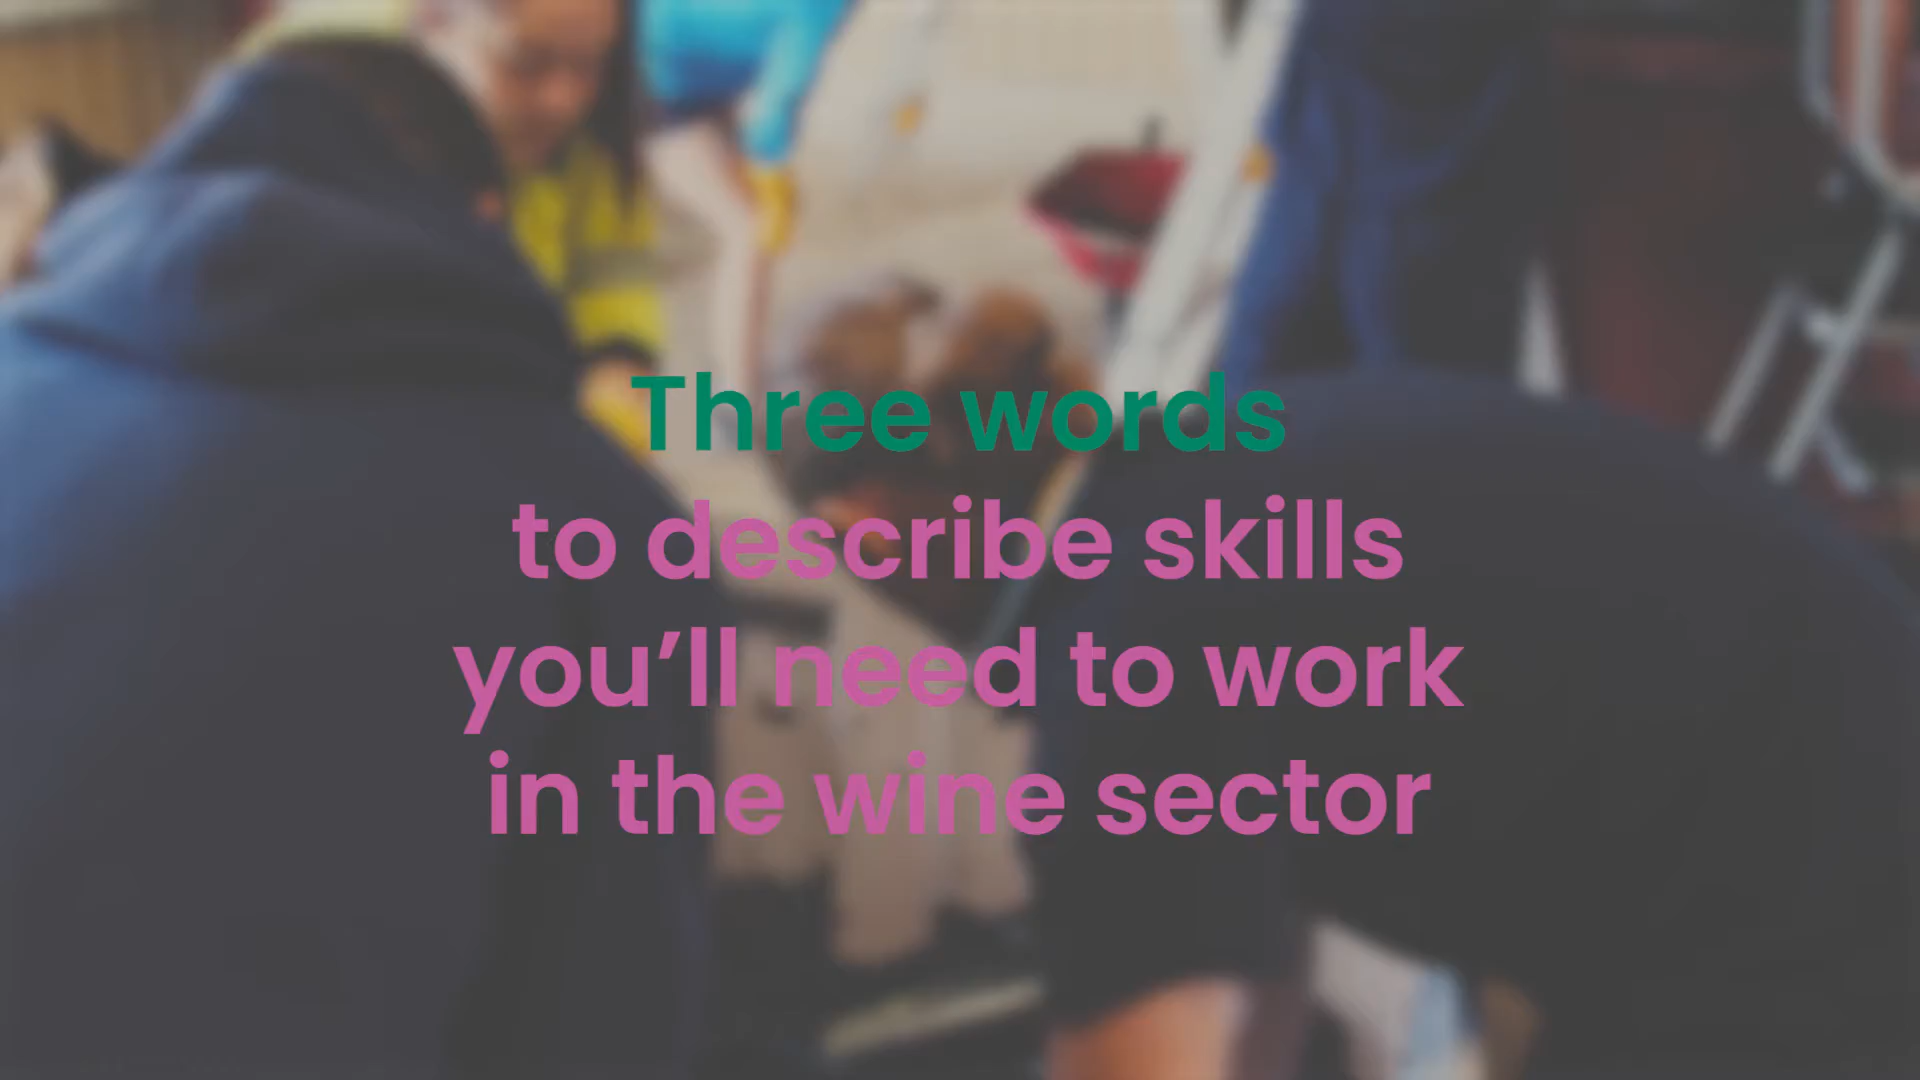 Three words
to describe skills
you’ll need to work
in the wine sector